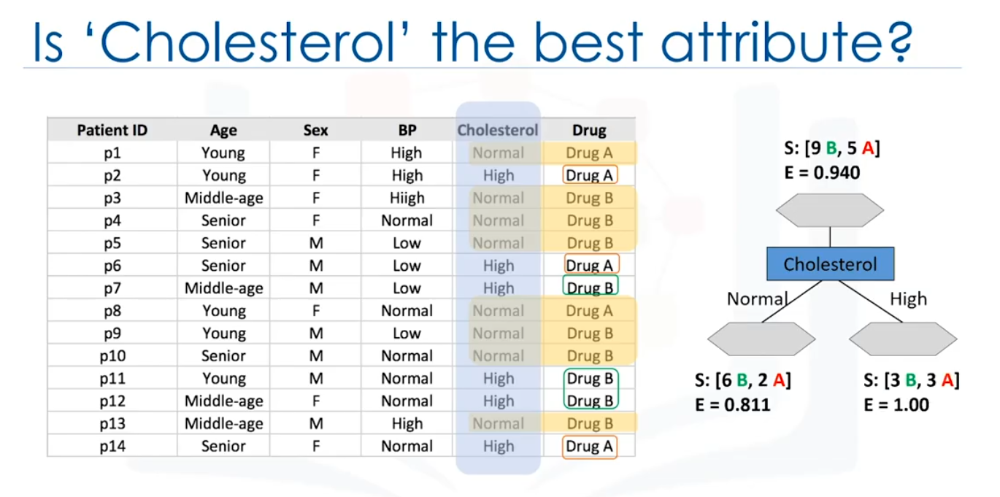 Is ‘Cholesterol’ the best attribute?
Patient ID Age Sex BP Cholesterol Drug
p1 Young F High Normal Drug A
p2 Young F High High Drug A
p3 Middle-age F Hiigh Normal Drug B
p4 Senior F Normal Normal Drug B
p5 Senior M Low Normal Drug B
p6 Senior M Low High Drug A
p7 Middle-age M Low High Drug B
p8 Young F Normal Normal Drug A
p9 Young M Low Normal Drug B
p10 Senior M Normal Normal Drug B
p11 Young M Normal High Drug B
p12 Middle-age F Normal High Drug B
p13 Middle-age M High Normal Drug B
p14 Senior F Normal High Drug A
S: [9 B, 5 A]
E = 0.940
Cholesterol
Normal High
S: [6 B, 2 A] S: [3 B, 3 A]
E = 0.811 E = 1.00